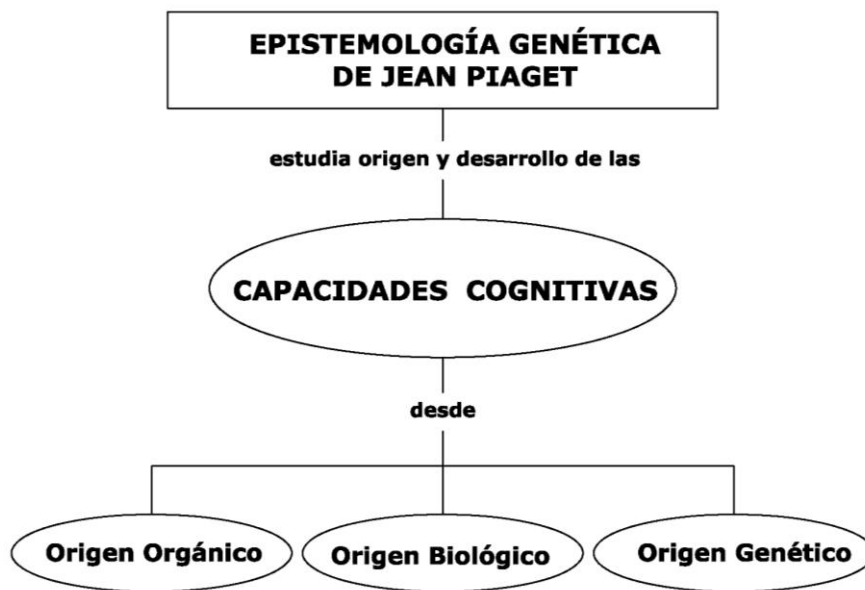 EPISTEMOLOGÍA GENÉTICA
DE JEAN PIAGET
estudia origen y desarrollo de las
CAPACIDADES COGNITIVAS
desde
Origen Orgánico
Origen Biológico
Origen Genético